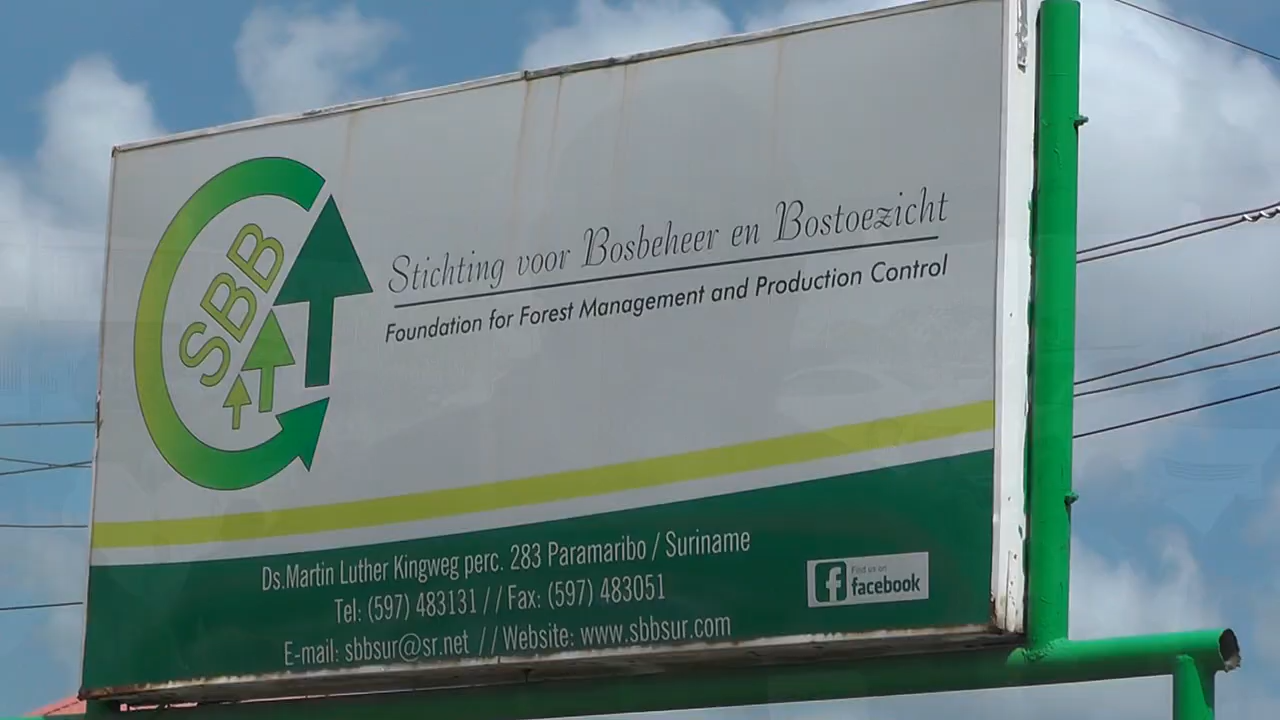 SBB
Stichting voor Bosbeheer en Bostoezicht
Foundation for Forest Management and Production Control
Ds.Martin Luther Kingweg perc. 283 Paramaribo / Suriname
Tel: (597) 483131 // Fax: (597) 483051
E-mail: sbbsur@sr.net // Website: www.sbbsur.com
Find us on
facebook